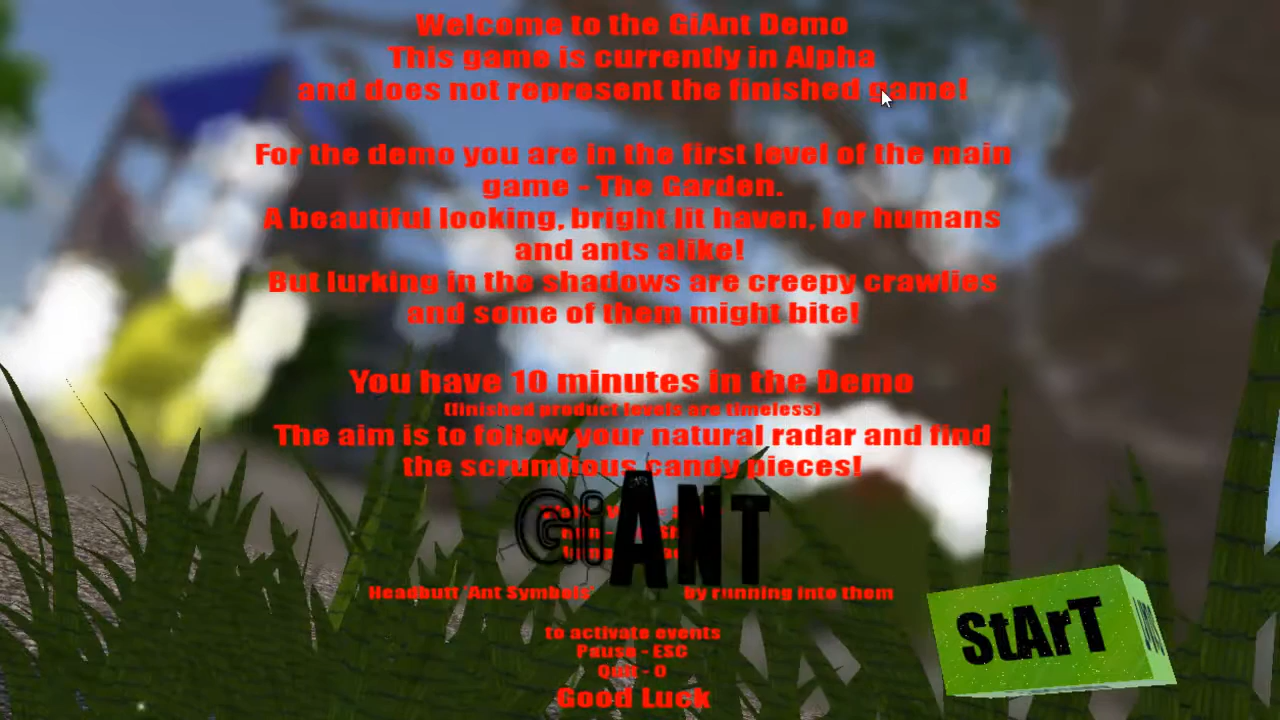 Welcome to the GiAnt Demo
This game is currently in Alpha
and does not represent the finished game!
For the demo you are in the first level of the main
game - The Garden.
A beautiful looking, bright lit haven, for humans
and ants alike!
But lurking in the shadows are creepy crawlies
and some of them might bite!
You have 10 minutes in the Demo
(finished product levels are timeless)
The aim is to follow your natural radar and find
the scrumtious candy pieces!
GiANT
Headbutt 'Ant Symbols' by running into them
to activate events
Pause - ESC
Quit - 0
Good Luck
StArT